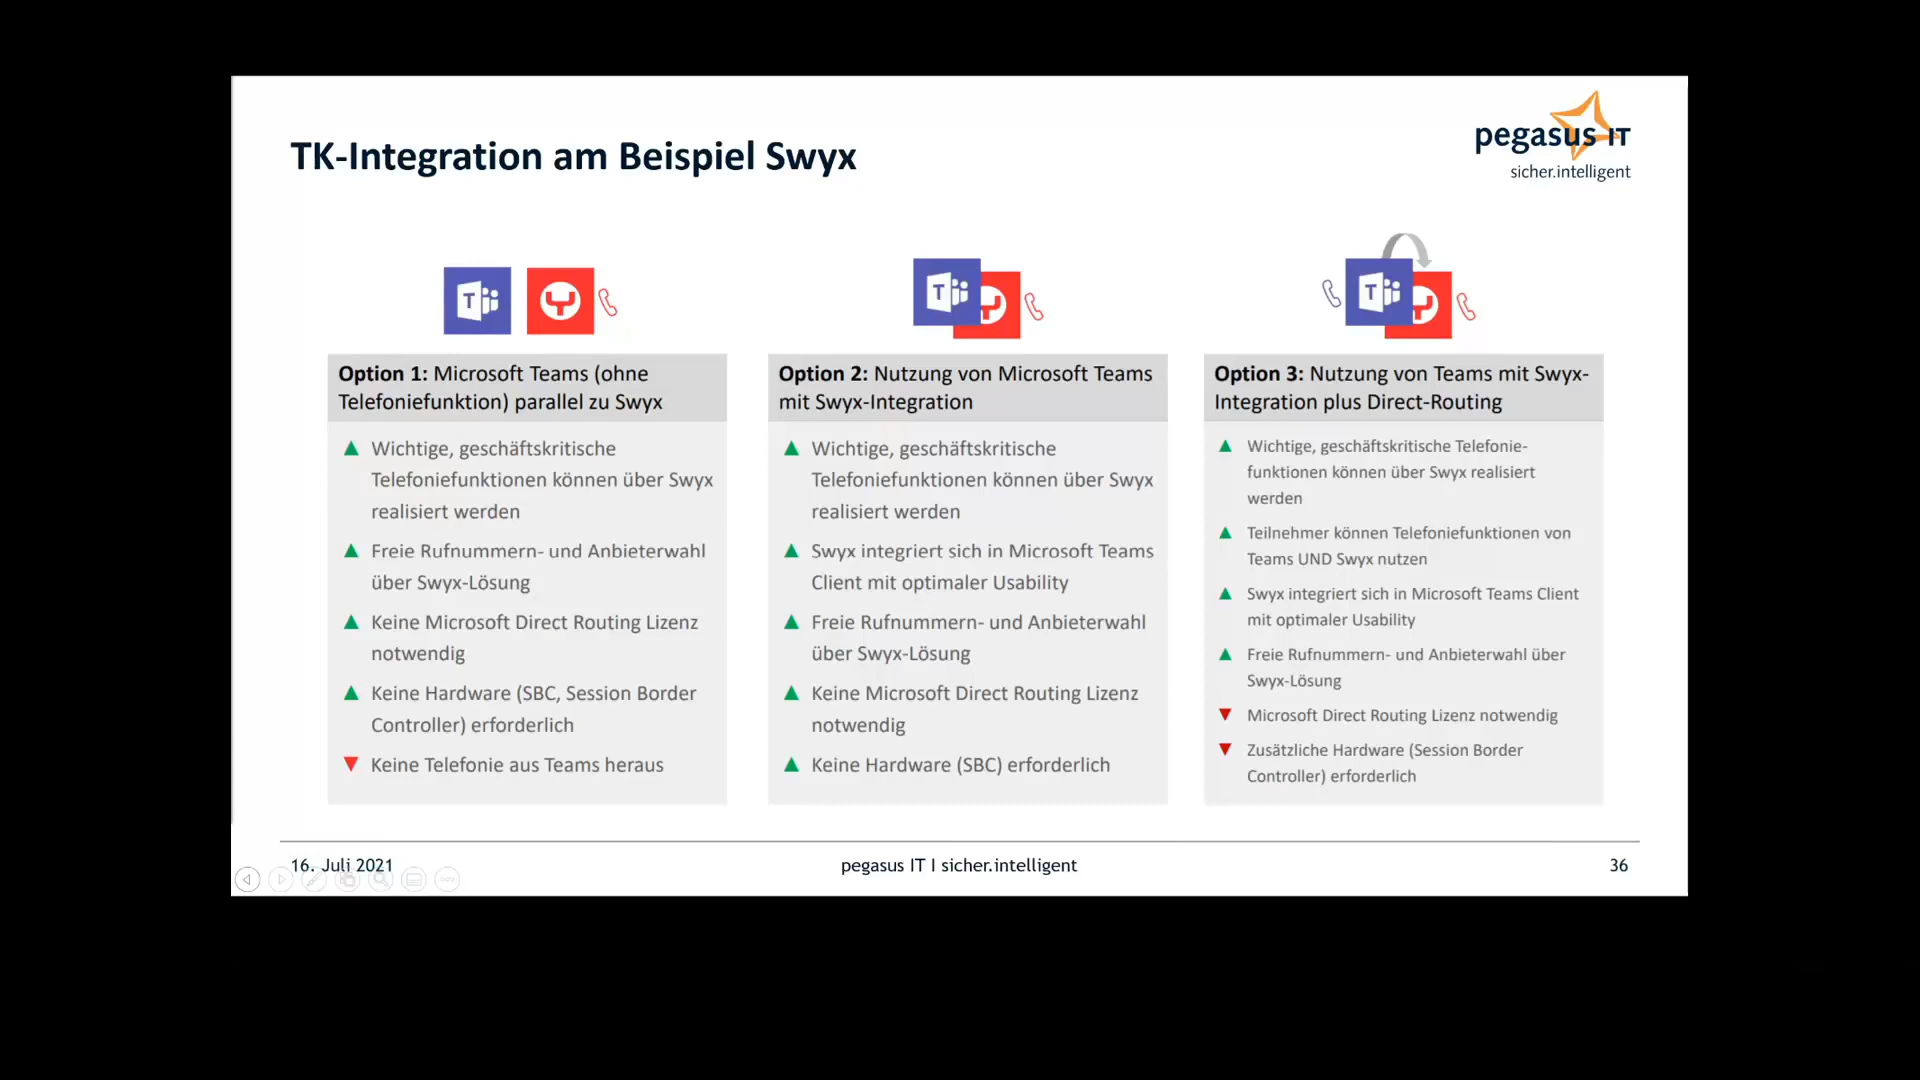 TK-Integration am Beispiel Swyx
pegasus IT
sicher.intelligent
Option 1: Microsoft Teams (ohne
Telefoniefunktion) parallel zu Swyx
Wichtige, geschäftskritische
Telefoniefunktionen können über Swyx
realisiert werden
Freie Rufnummern- und Anbieterwahl
über Swyx-Lösung
Keine Microsoft Direct Routing Lizenz
notwendig
Keine Hardware (SBC, Session Border
Controller) erforderlich
Keine Telefonie aus Teams heraus
Option 2: Nutzung von Microsoft Teams
mit Swyx-Integration
Wichtige, geschäftskritische
Telefoniefunktionen können über Swyx
realisiert werden
Swyx integriert sich in Microsoft Teams
Client mit optimaler Usability
Freie Rufnummern- und Anbieterwahl
über Swyx-Lösung
Keine Microsoft Direct Routing Lizenz
notwendig
Keine Hardware (SBC) erforderlich
Option 3: Nutzung von Teams mit Swyx-
Integration plus Direct-Routing
Wichtige, geschäftskritische Telefonie-
funktionen können über Swyx realisiert
werden
Teilnehmer können Telefoniefunktionen von
Teams UND Swyx nutzen
Swyx integriert sich in Microsoft Teams Client
mit optimaler Usability
Freie Rufnummern- und Anbieterwahl über
Swyx-Lösung
Microsoft Direct Routing Lizenz notwendig
Zusätzliche Hardware (Session Border
Controller) erforderlich
16. Juli 2021
pegasus IT I sicher.intelligent
36